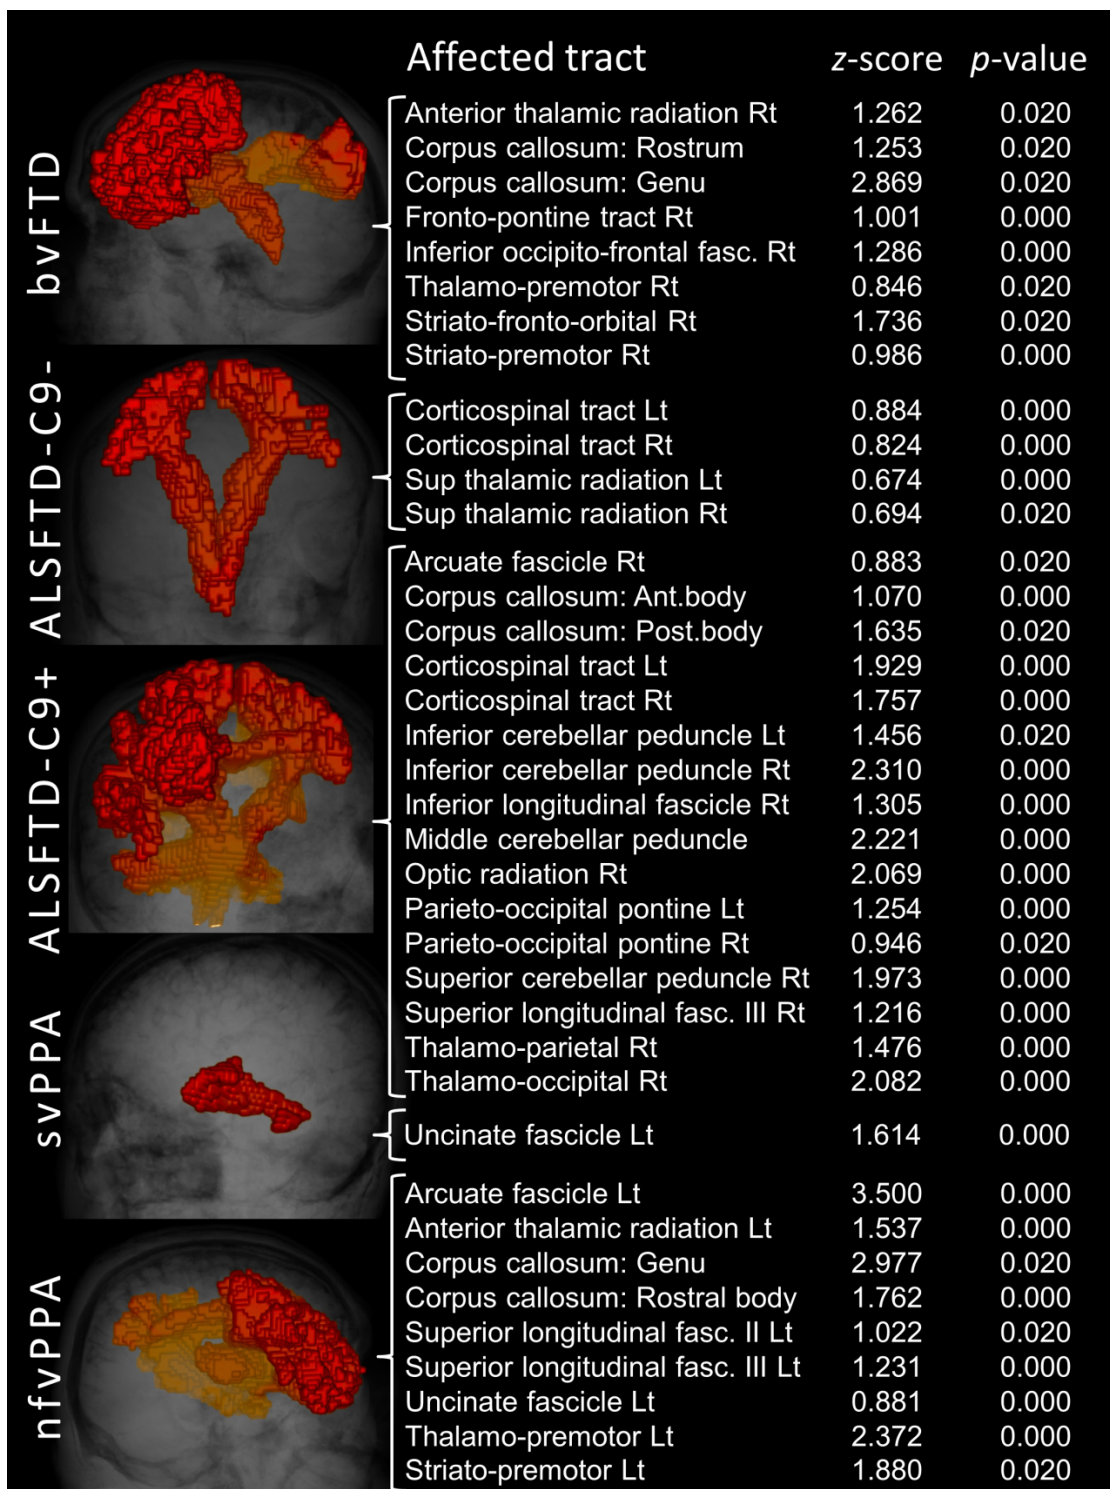 Affected tract z-score p-value
bvFTD
Anterior thalamic radiation Rt 1.262 0.020
Corpus callosum: Rostrum 1.253 0.020
Corpus callosum: Genu 2.869 0.020
Fronto-pontine tract Rt 1.001 0.000
Inferior occipito-frontal fasc. Rt 1.286 0.000
Thalamo-premotor Rt 0.846 0.020
Striato-fronto-orbital Rt 1.736 0.020
Striato-premotor Rt 0.986 0.000
ALSFTD-C9-
Corticospinal tract Lt 0.884 0.000
Corticospinal tract Rt 0.824 0.000
Sup thalamic radiation Lt 0.674 0.000
Sup thalamic radiation Rt 0.694 0.020
ALSFTD-C9+
Arcuate fascicle Rt 0.883 0.020
Corpus callosum: Ant.body 1.070 0.000
Corpus callosum: Post.body 1.635 0.020
Corticospinal tract Lt 1.929 0.000
Corticospinal tract Rt 1.757 0.000
Inferior cerebellar peduncle Lt 1.456 0.020
Inferior cerebellar peduncle Rt 2.310 0.000
Inferior longitudinal fascicle Rt 1.305 0.000
Middle cerebellar peduncle 2.221 0.000
Optic radiation Rt 2.069 0.000
Parieto-occipital pontine Lt 1.254 0.000
Parieto-occipital pontine Rt 0.946 0.020
Superior cerebellar peduncle Rt 1.973 0.000
Superior longitudinal fasc. III Rt 1.216 0.000
Thalamo-parietal Rt 1.476 0.000
Thalamo-occipital Rt 2.082 0.000
svPPA
Uncinate fascicle Lt 1.614 0.000
nfvPPA
Arcuate fascicle Lt 3.500 0.000
Anterior thalamic radiation Lt 1.537 0.000
Corpus callosum: Genu 2.977 0.020
Corpus callosum: Rostral body 1.762 0.000
Superior longitudinal fasc. II Lt 1.022 0.020
Superior longitudinal fasc. III Lt 1.231 0.000
Uncinate fascicle Lt 0.881 0.000
Thalamo-premotor Lt 2.372 0.000
Striato-premotor Lt 1.880 0.020